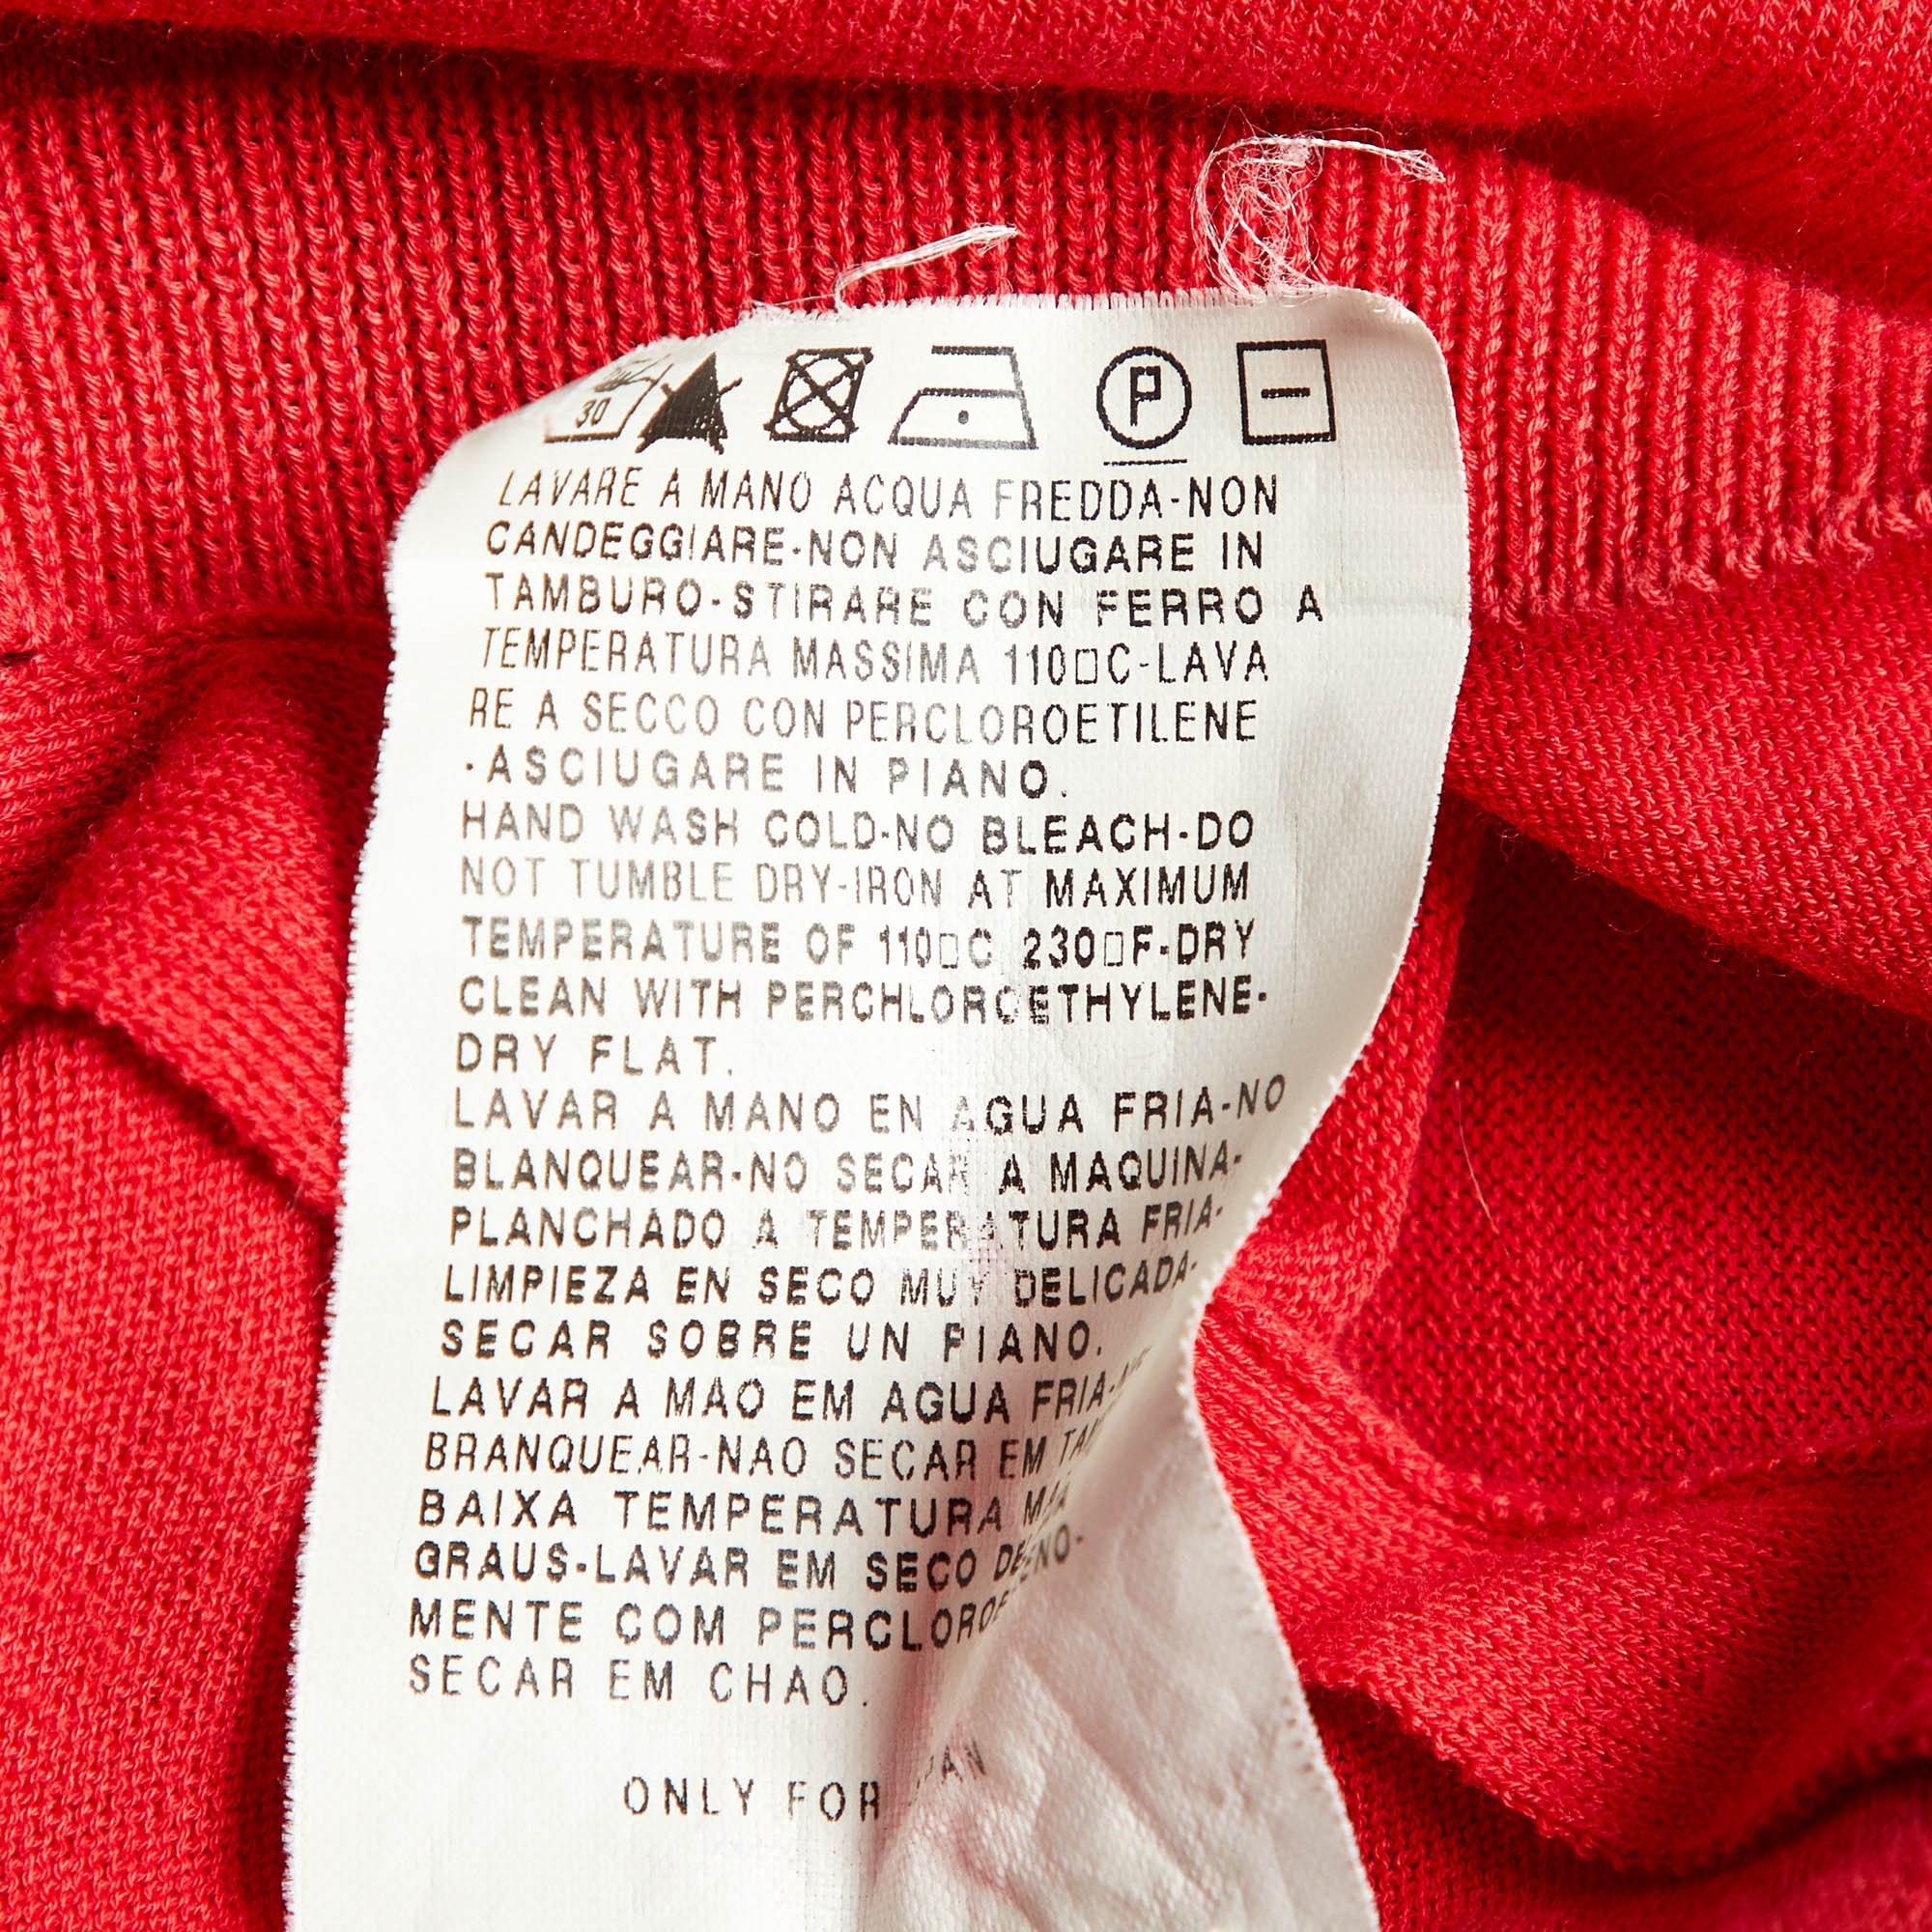 30
P
LAVARE A MANO ACQUA FREDDA-NON
CANDEGGIARE-NON ASCIUGARE IN
TAMBURO-STIRARE CON FERRO A
TEMPERATURA MASSIMA 110□C-LAVA
RE A SECCO CON PERCLOROETILENE
-ASCIUGARE IN PIANO.
HAND WASH COLD-NO BLEACH-DO
NOT TUMBLE DRY-IRON AT MAXIMUM
TEMPERATURE OF 110□C 230□F-DRY
CLEAN WITH PERCHLOROETHYLENE-
DRY FLAT.
LAVAR A MANO EN AGUA FRIA-NO
BLANQUEAR-NO SECAR A MAQUINA-
PLANCHADO A TEMPERATURA FRIA-
LIMPIEZA EN SECO MUY DELICADA-
SECAR SOBRE UN PIANO.
LAVAR A MAO EM AGUA FRIA-
BRANQUEAR-NAO SECAR EM
BAIXA TEMPERATURA
GRAUS-LAVAR EM SECO
MENTE COM
SECAR EM CHAO.
ONLY FOR